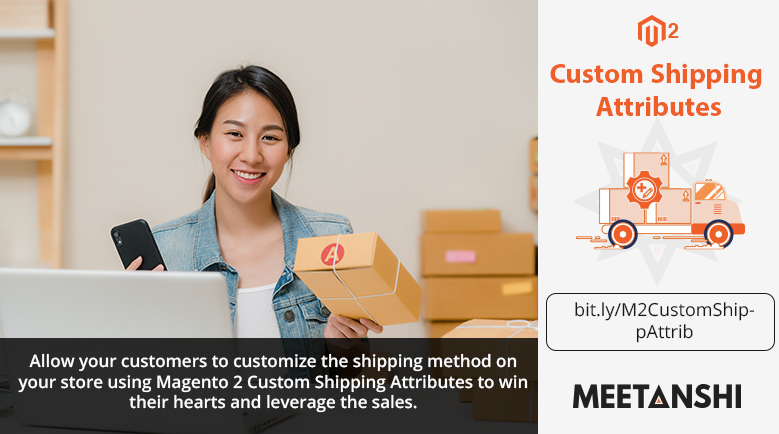 M2
Custom Shipping
Attributes
bit.ly/M2CustomShip-
pAttrib
A
Allow your customers to customize the shipping method on
your store using Magento 2 Custom Shipping Attributes to win
their hearts and leverage the sales.
MEETANSHI